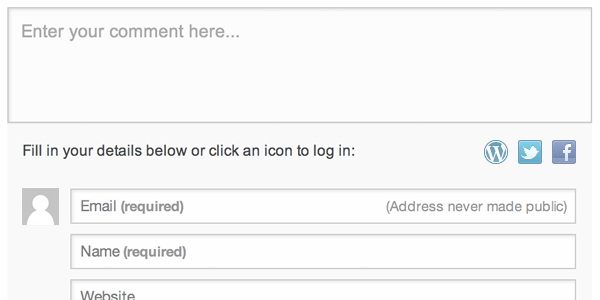 Enter your comment here...
Fill in your details below or click an icon to log in:
Email (required) (Address never made public)
Name (required)
Website